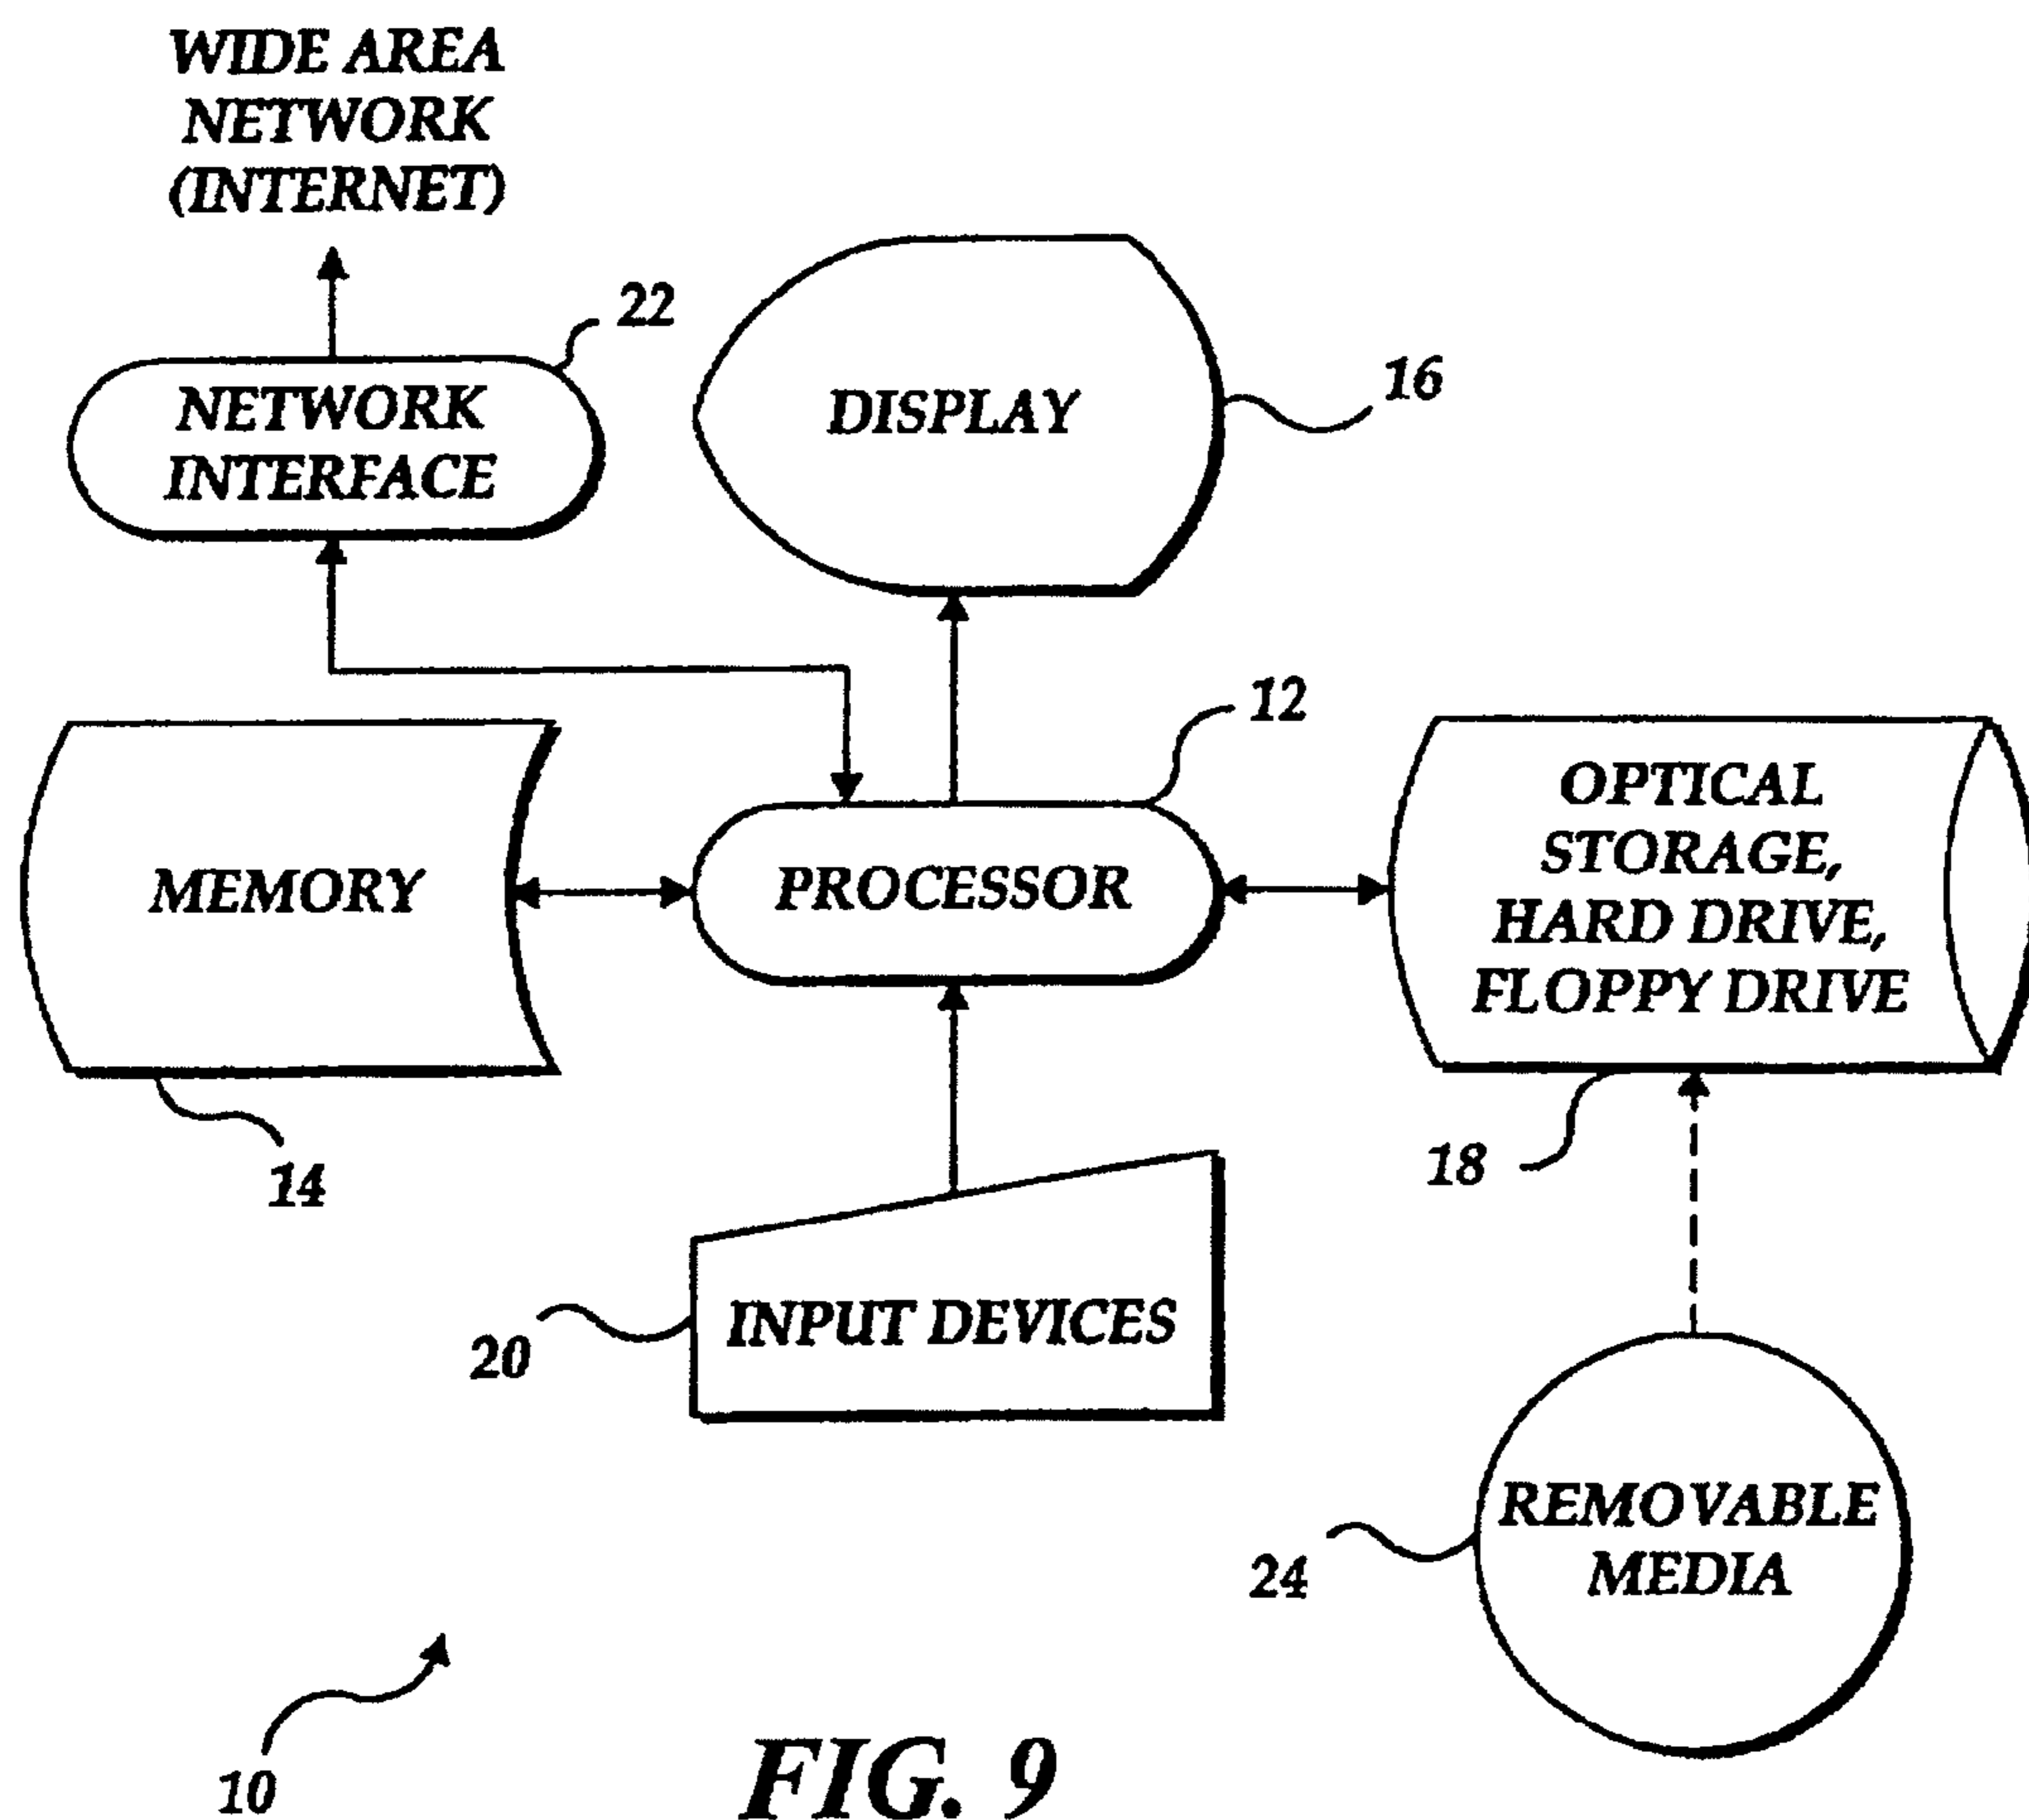 WIDE AREA
NETWORK
(INTERNET)
22
NETWORK
INTERFACE
DISPLAY
16
12
MEMORY
PROCESSOR
OPTICAL
STORAGE,
HARD DRIVE,
FLOPPY DRIVE
14
18
INPUT DEVICES
20
REMOVABLE
MEDIA
24
10
FIG. 9